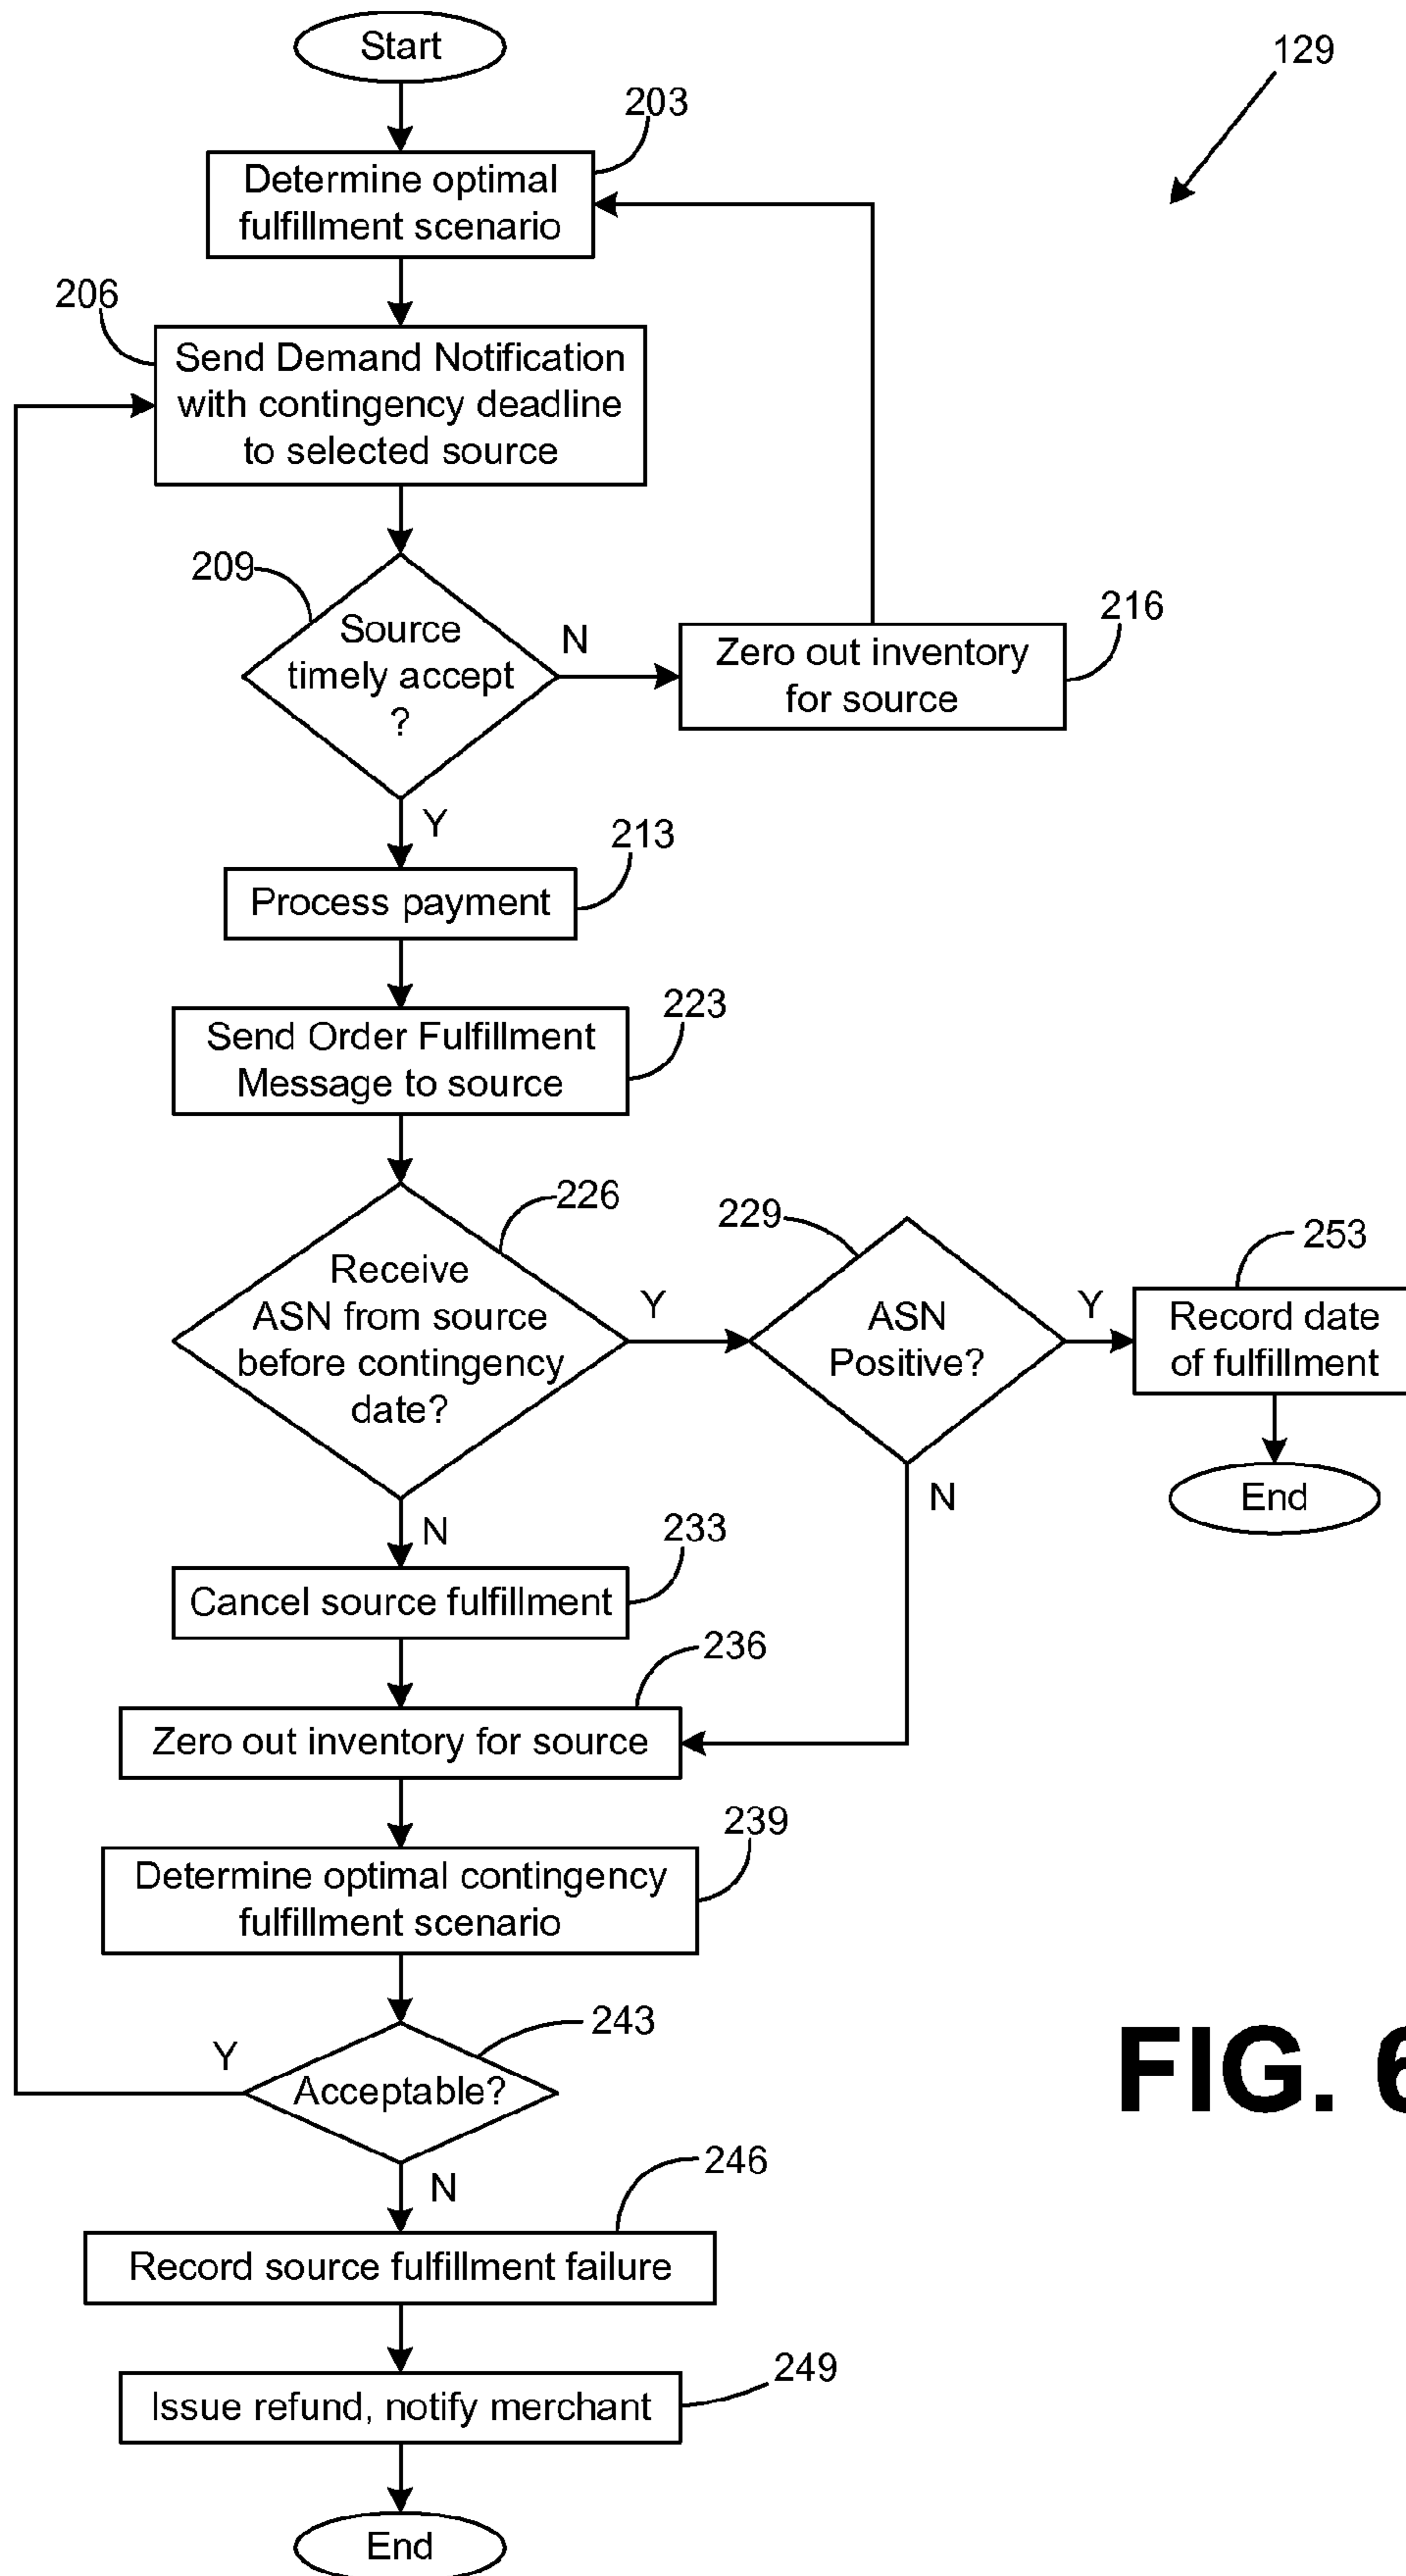 Start
129
203
Determine optimal
fulfillment scenario
206
Send Demand Notification
with contingency deadline
to selected source
209
Source
timely accept
?
N
216
Zero out inventory
for source
Y
213
Process payment
223
Send Order Fulfillment
Message to source
226
Receive
ASN from source
before contingency
date?
Y
229
ASN
Positive?
Y
253
Record date
of fulfillment
End
N
N
233
Cancel source fulfillment
236
Zero out inventory for source
239
Determine optimal contingency
fulfillment scenario
243
Y
Acceptable?
N
246
Record source fulfillment failure
249
Issue refund, notify merchant
End
FIG. 6